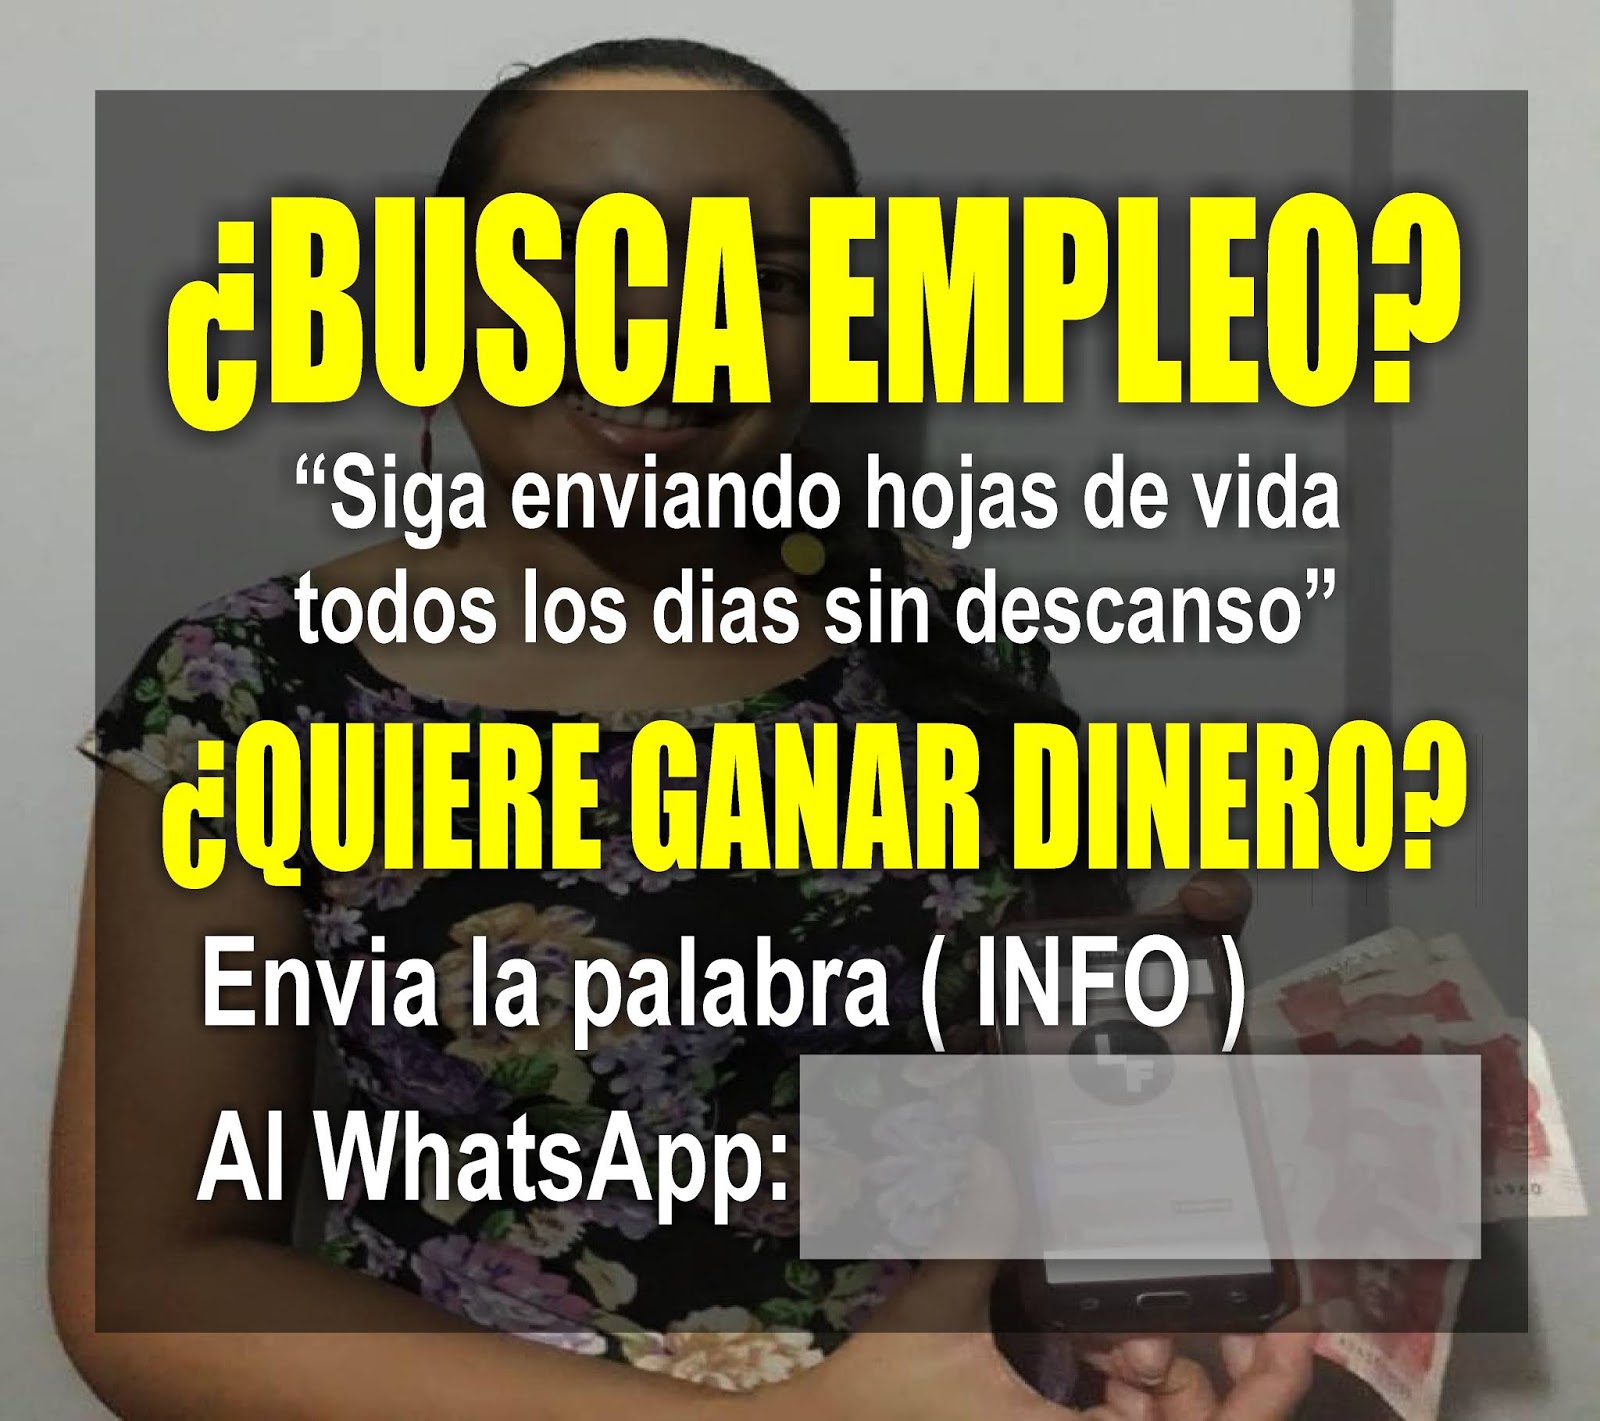 ¿BUSCA EMPLEO?
“Siga enviando hojas de vida
todos los dias sin descanso”
¿QUIERE GANAR DINERO?
Envia la palabra ( INFO )
Al WhatsApp:
LF